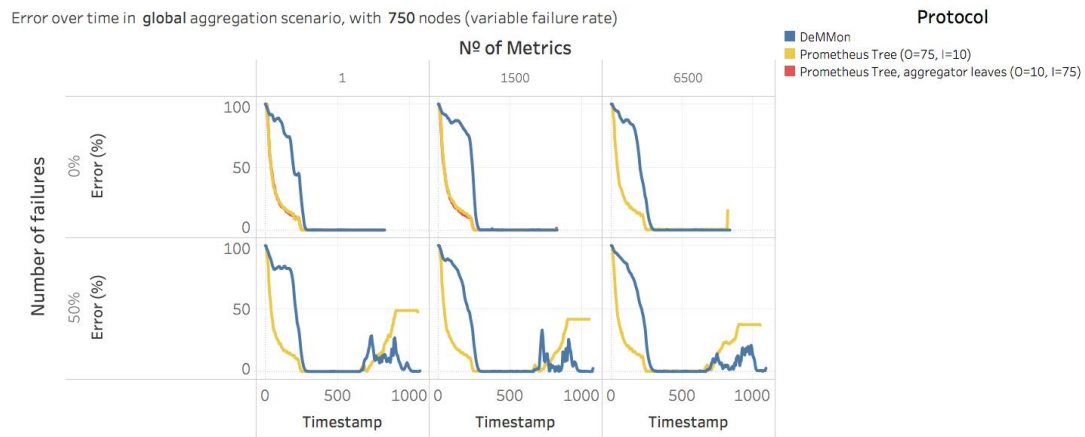 Error over time in global aggregation scenario, with 750 nodes (variable failure rate)
Protocol
DeMMon
Prometheus Tree (O=75, I=10)
Prometheus Tree, aggregator leaves (O=10, I=75)
Nº of Metrics
1 1500 6500
Number of failures
0%
Error (%)
100
50
0
50%
Error (%)
100
50
0
0 500 1000 0 500 1000 0 500 1000
Timestamp Timestamp Timestamp